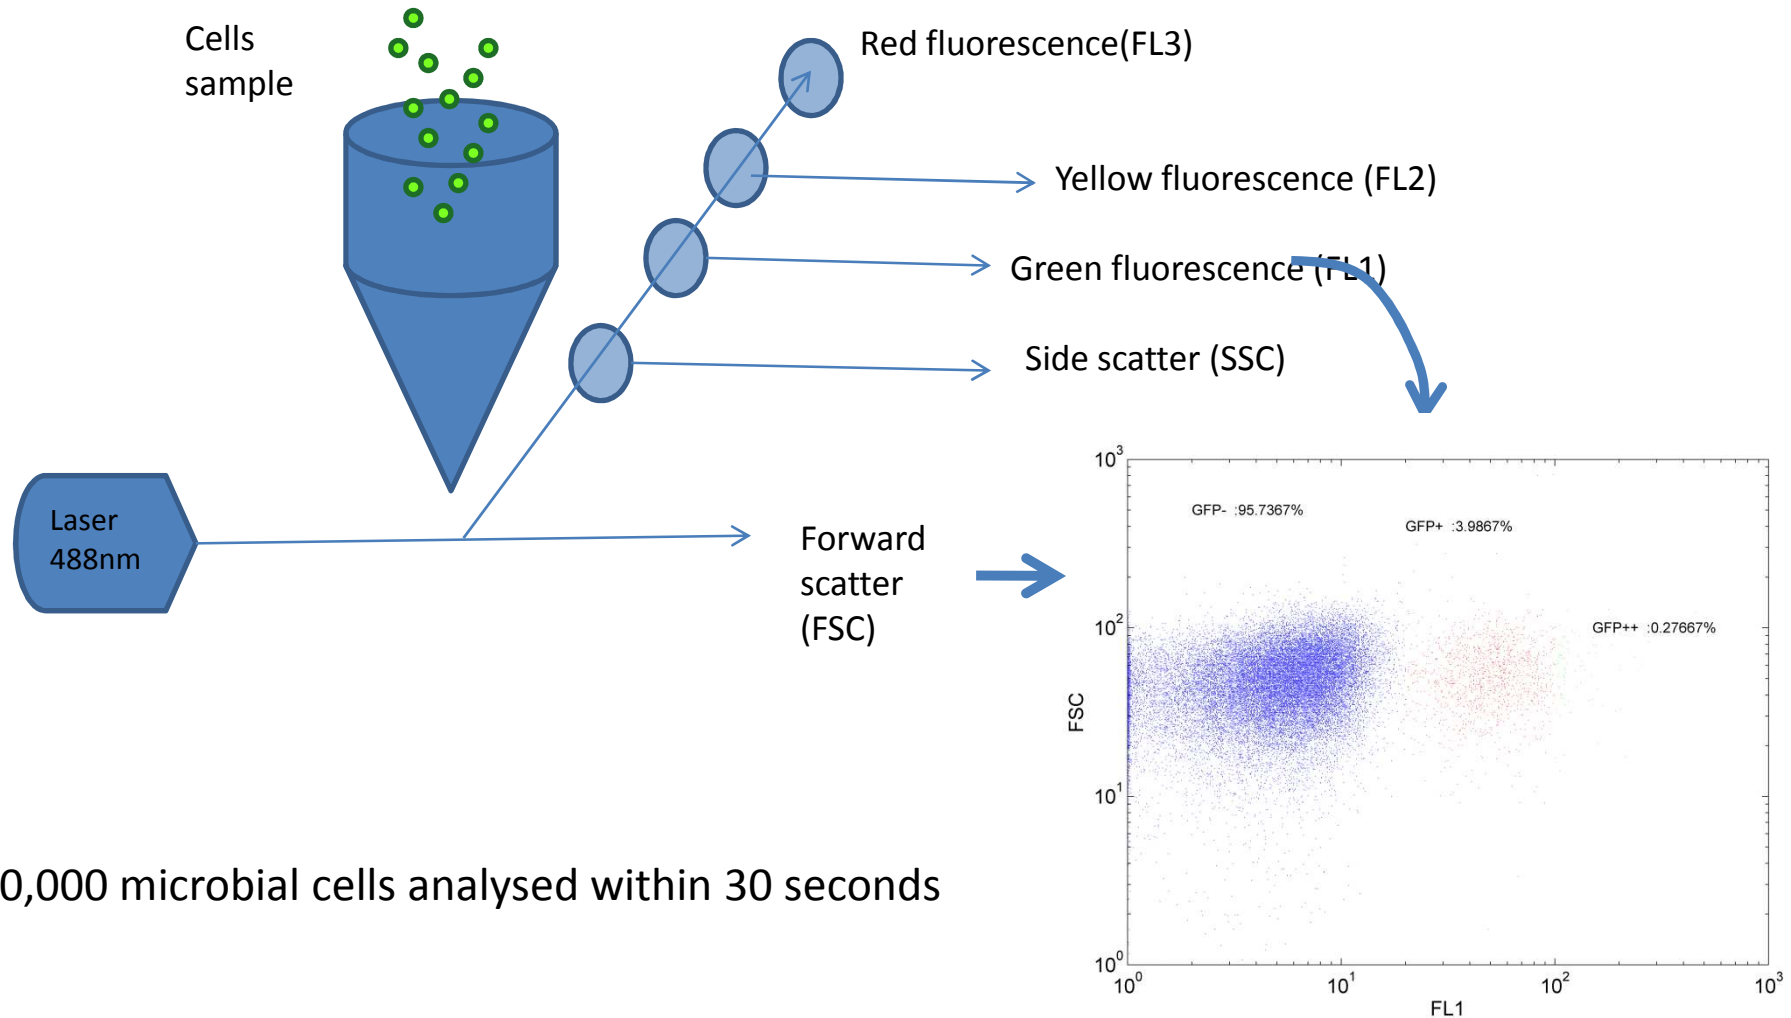 Cells
sample
Red fluorescence(FL3)
Yellow fluorescence (FL2)
Green fluorescence (FL1)
Side scatter (SSC)
Laser
488nm
Forward
scatter
(FSC)
10³
10²
10¹
10⁰
FSC
GFP- :95.7367%
GFP+ :3.9867%
GFP++ :0.27667%
10⁰ 10¹ 10² 10³
FL1
0,000 microbial cells analysed within 30 seconds